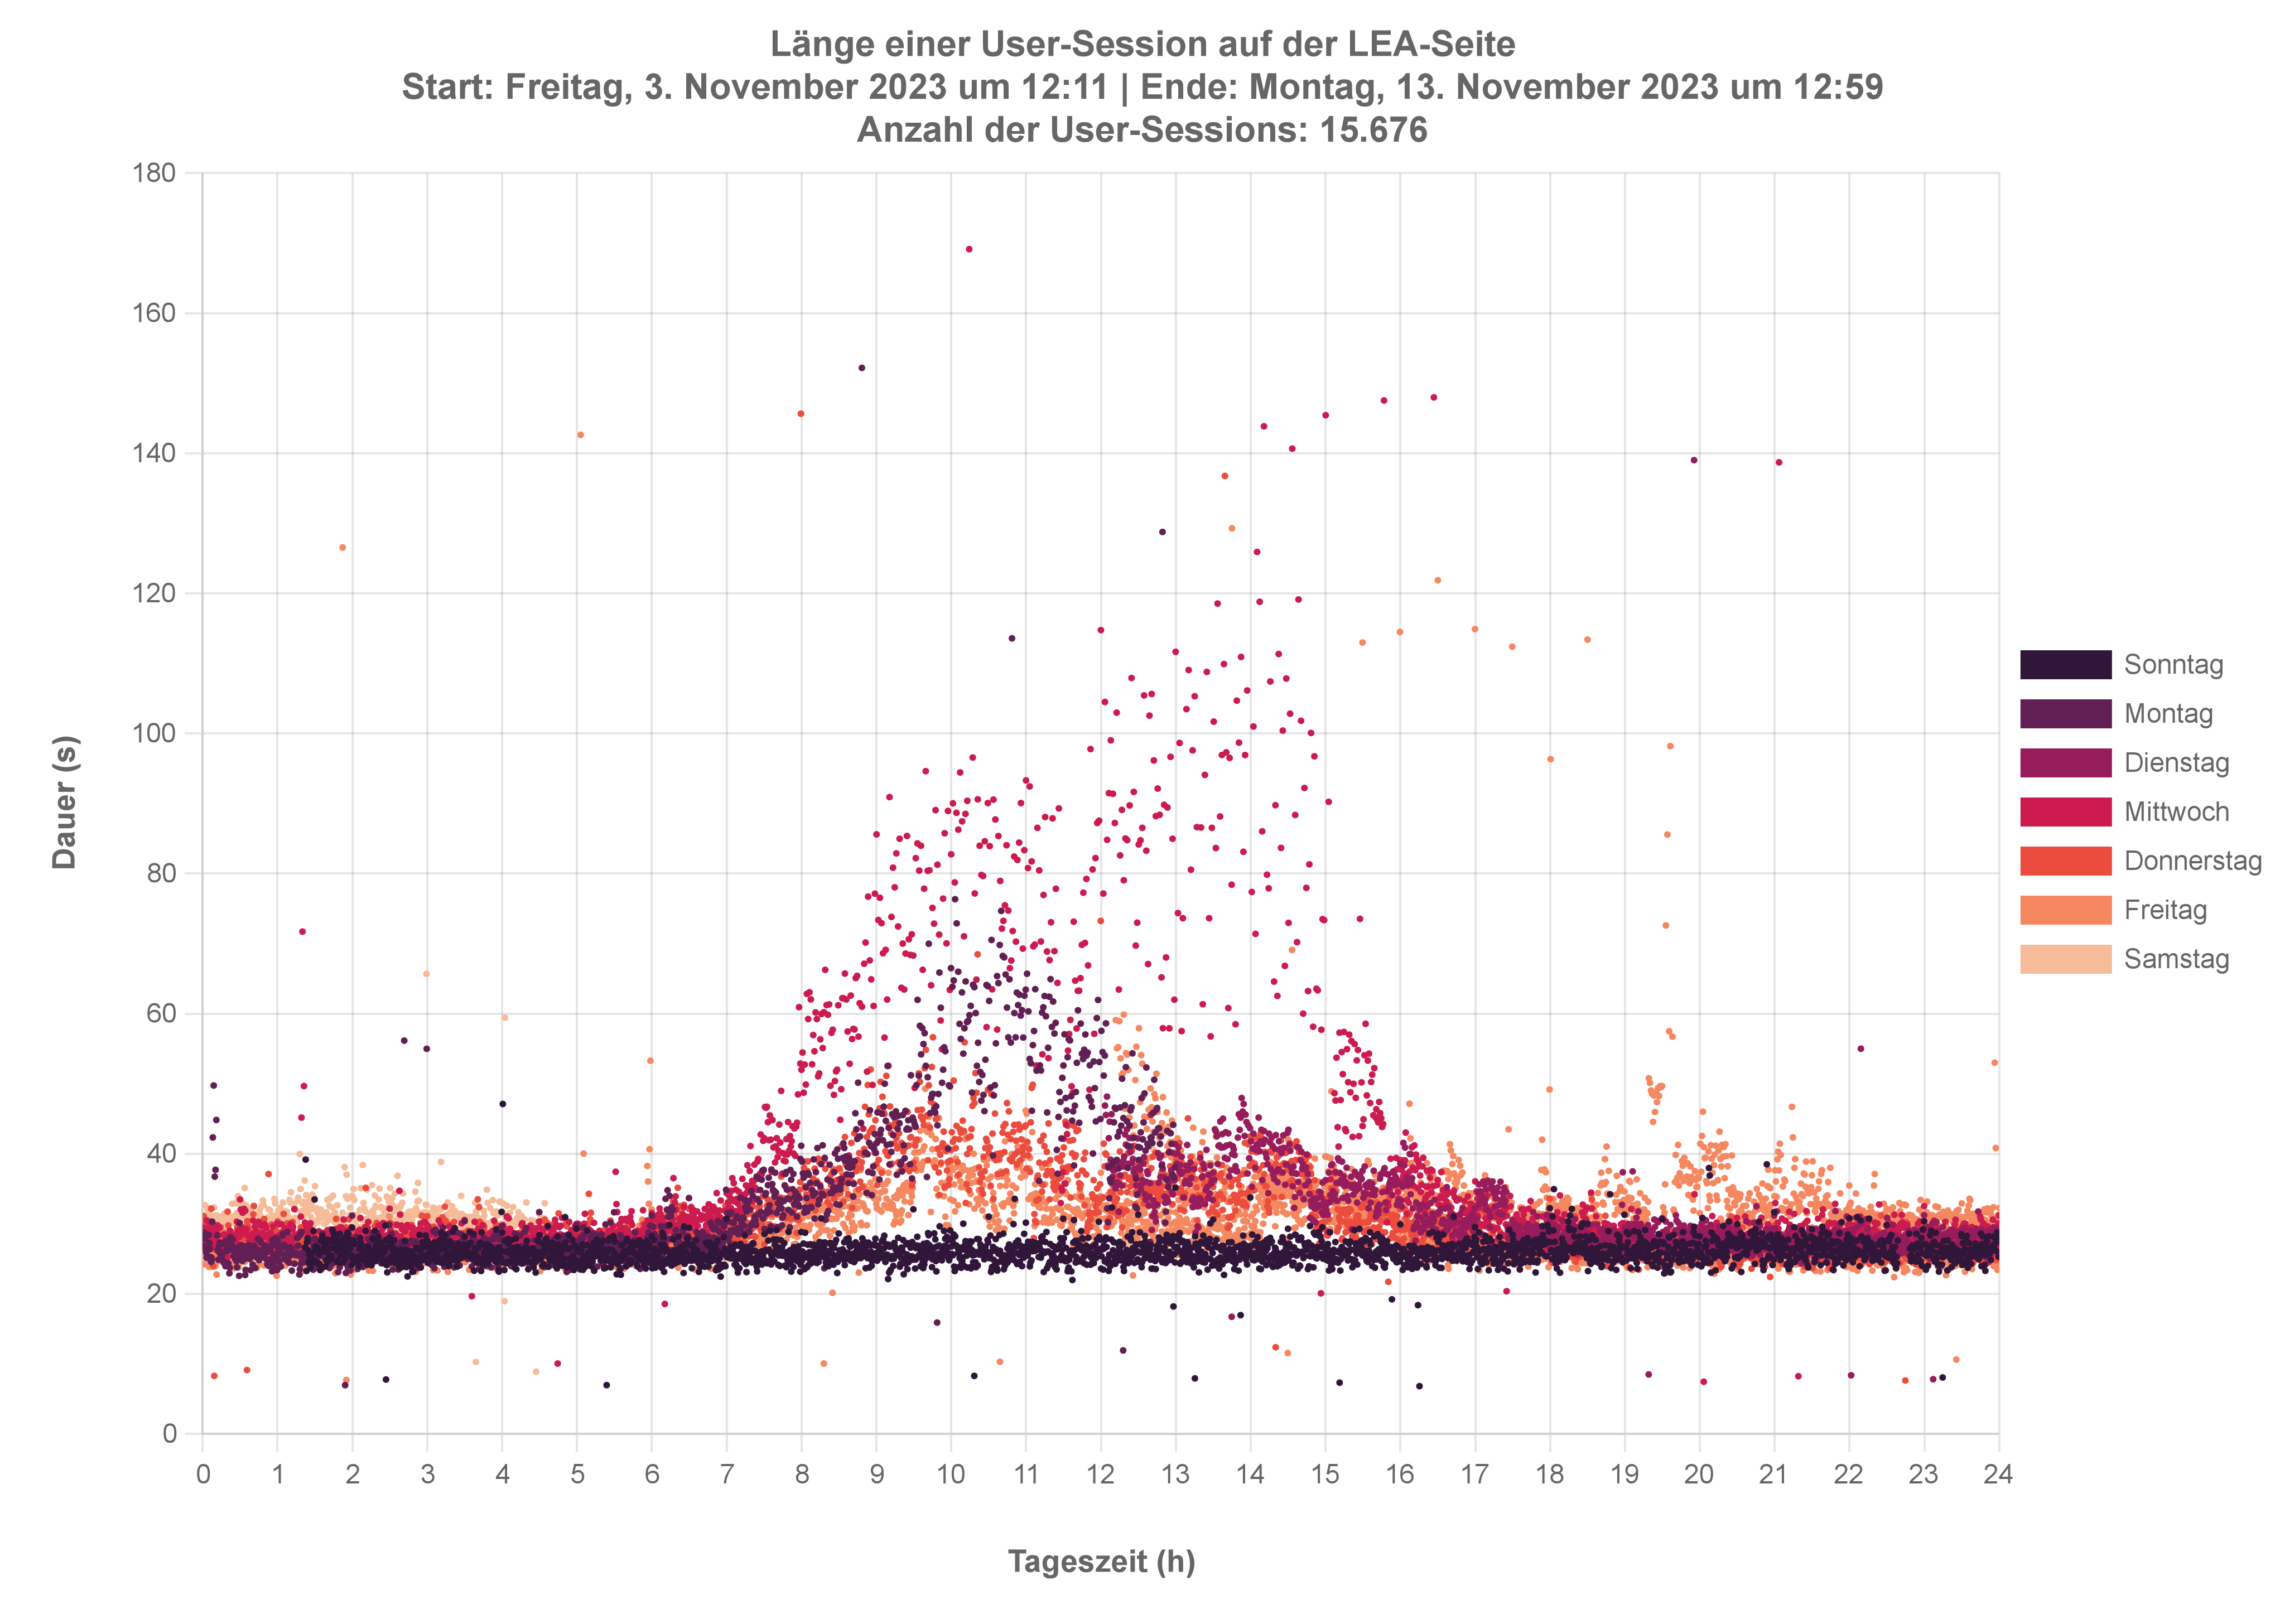 Länge einer User-Session auf der LEA-Seite
Start: Freitag, 3. November 2023 um 12:11 | Ende: Montag, 13. November 2023 um 12:59
Anzahl der User-Sessions: 15.676
180
160
140
120
100
80
60
40
20
0
Dauer (s)
0 1 2 3 4 5 6 7 8 9 10 11 12 13 14 15 16 17 18 19 20 21 22 23 24
Tageszeit (h)
Sonntag
Montag
Dienstag
Mittwoch
Donnerstag
Freitag
Samstag